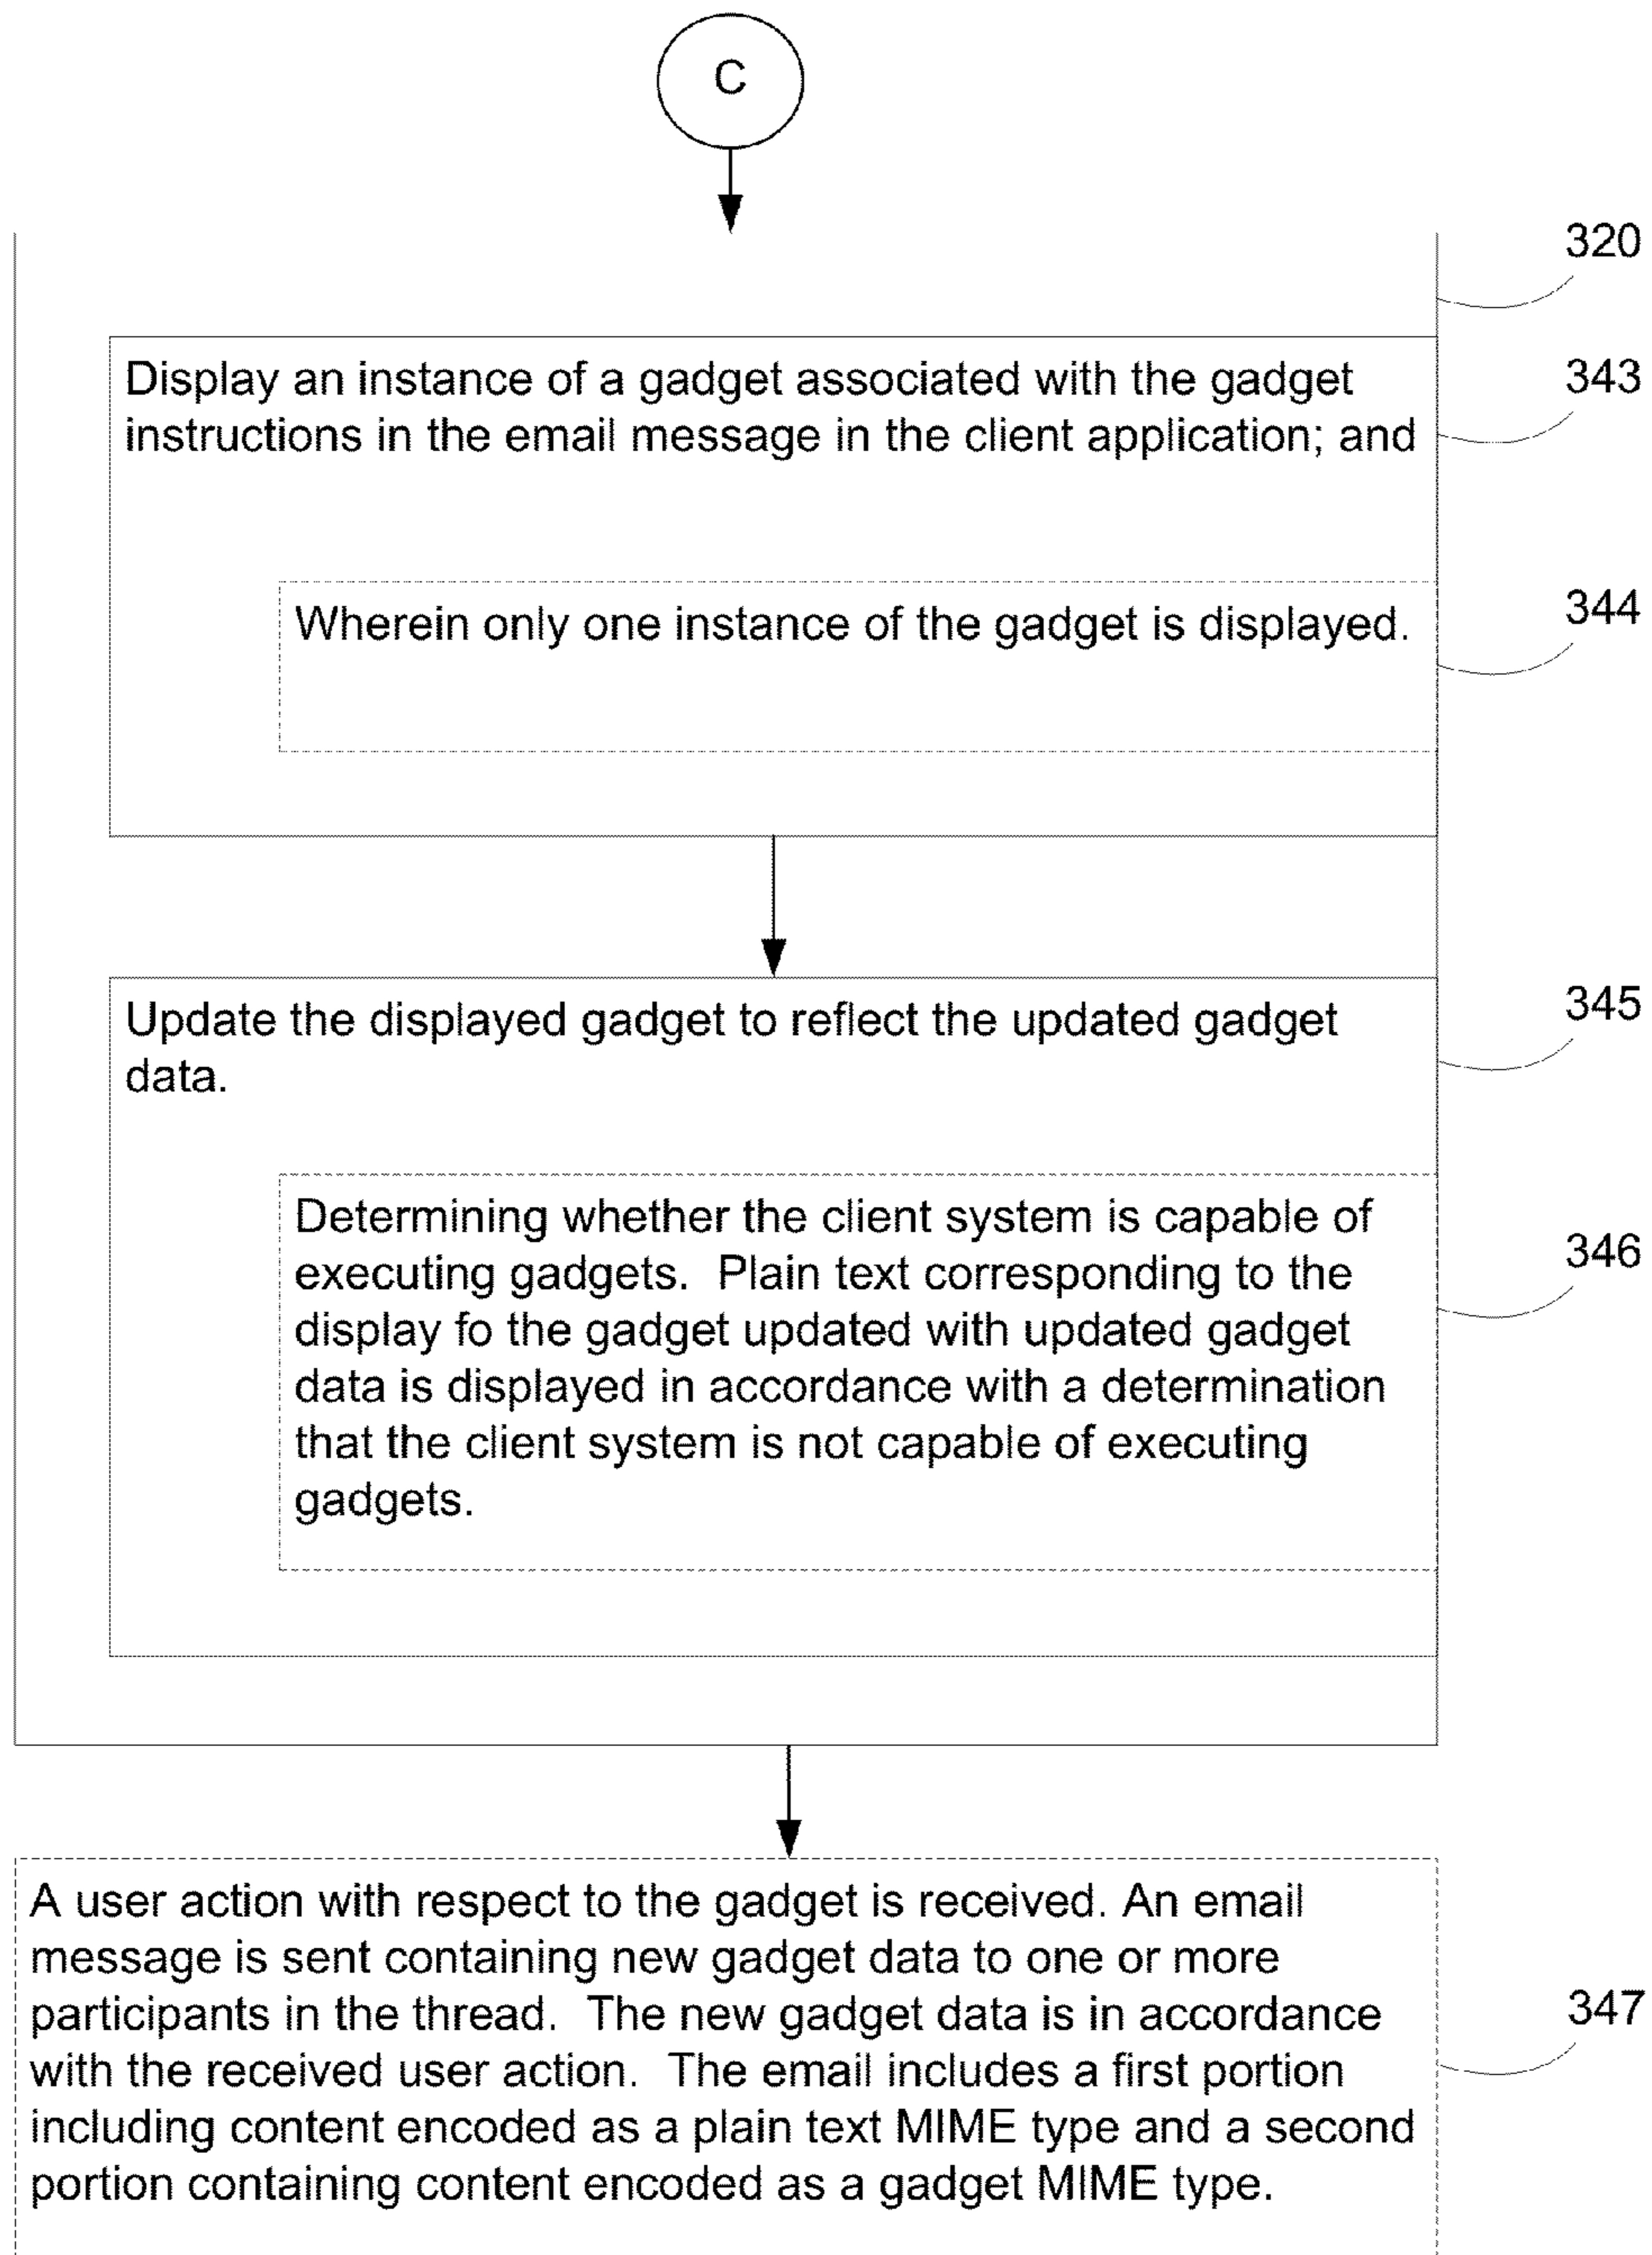 C
320
Display an instance of a gadget associated with the gadget
instructions in the email message in the client application; and
343
Wherein only one instance of the gadget is displayed.
344
Update the displayed gadget to reflect the updated gadget
data.
345
Determining whether the client system is capable of
executing gadgets.  Plain text corresponding to the
display fo the gadget updated with updated gadget
data is displayed in accordance with a determination
that the client system is not capable of executing
gadgets.
346
A user action with respect to the gadget is received. An email
message is sent containing new gadget data to one or more
participants in the thread.  The new gadget data is in accordance
with the received user action.  The email includes a first portion
including content encoded as a plain text MIME type and a second
portion containing content encoded as a gadget MIME type.
347